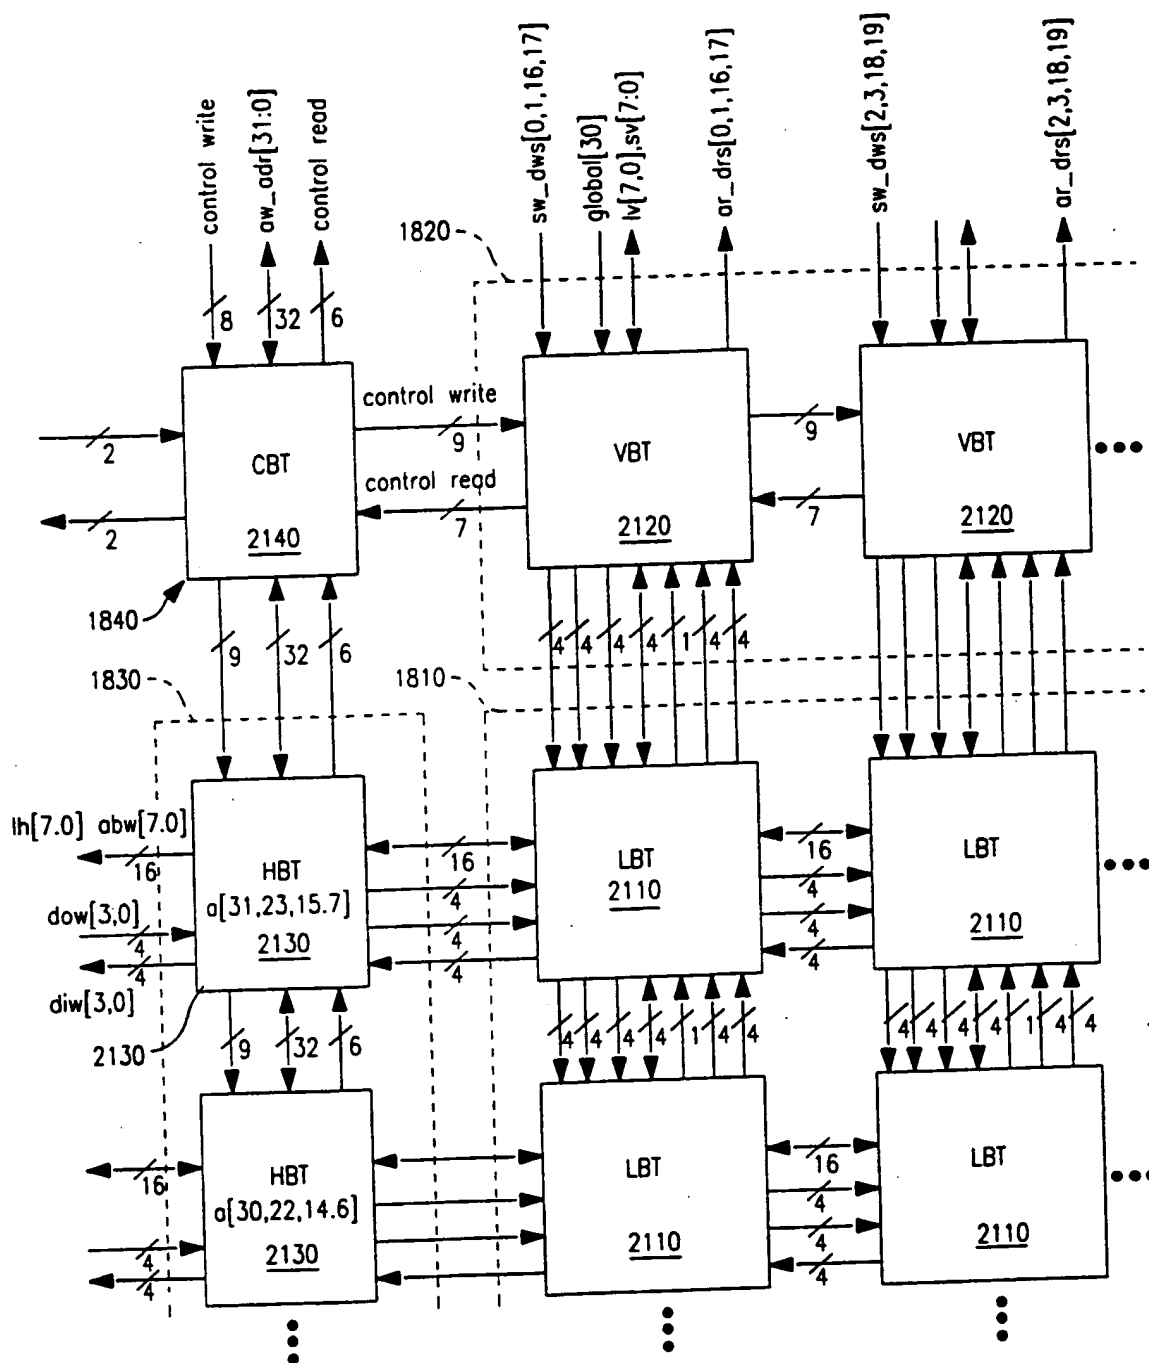 control write
aw_adr[31:0]
control read
sw_dws[0,1,16,17]
global[30]
lv[7,0],sv[7:0]
ar_drs[0,1,16,17]
sw_dws[2,3,18,19]
ar_drs[2,3,18,19]
1820
8
32
6
control write
2
9
9
CBT
VBT
VBT
control read
2
2140
7
2120
7
2120
1840
9
32
6
4
4
4
4
1
4
4
1830
1810
lh[7.0] abw[7.0]
16
16
16
HBT
LBT
LBT
a[31,23,15.7]
2110
2110
4
4
dow[3,0]
4
2130
4
4
4
4
4
diw[3,0]
2130
9
32
6
4
4
4
4
1
4
4
4
4
4
4
1
4
4
16
16
HBT
LBT
LBT
a[30,22,14.6]
4
4
2130
2110
4
2110
4
4